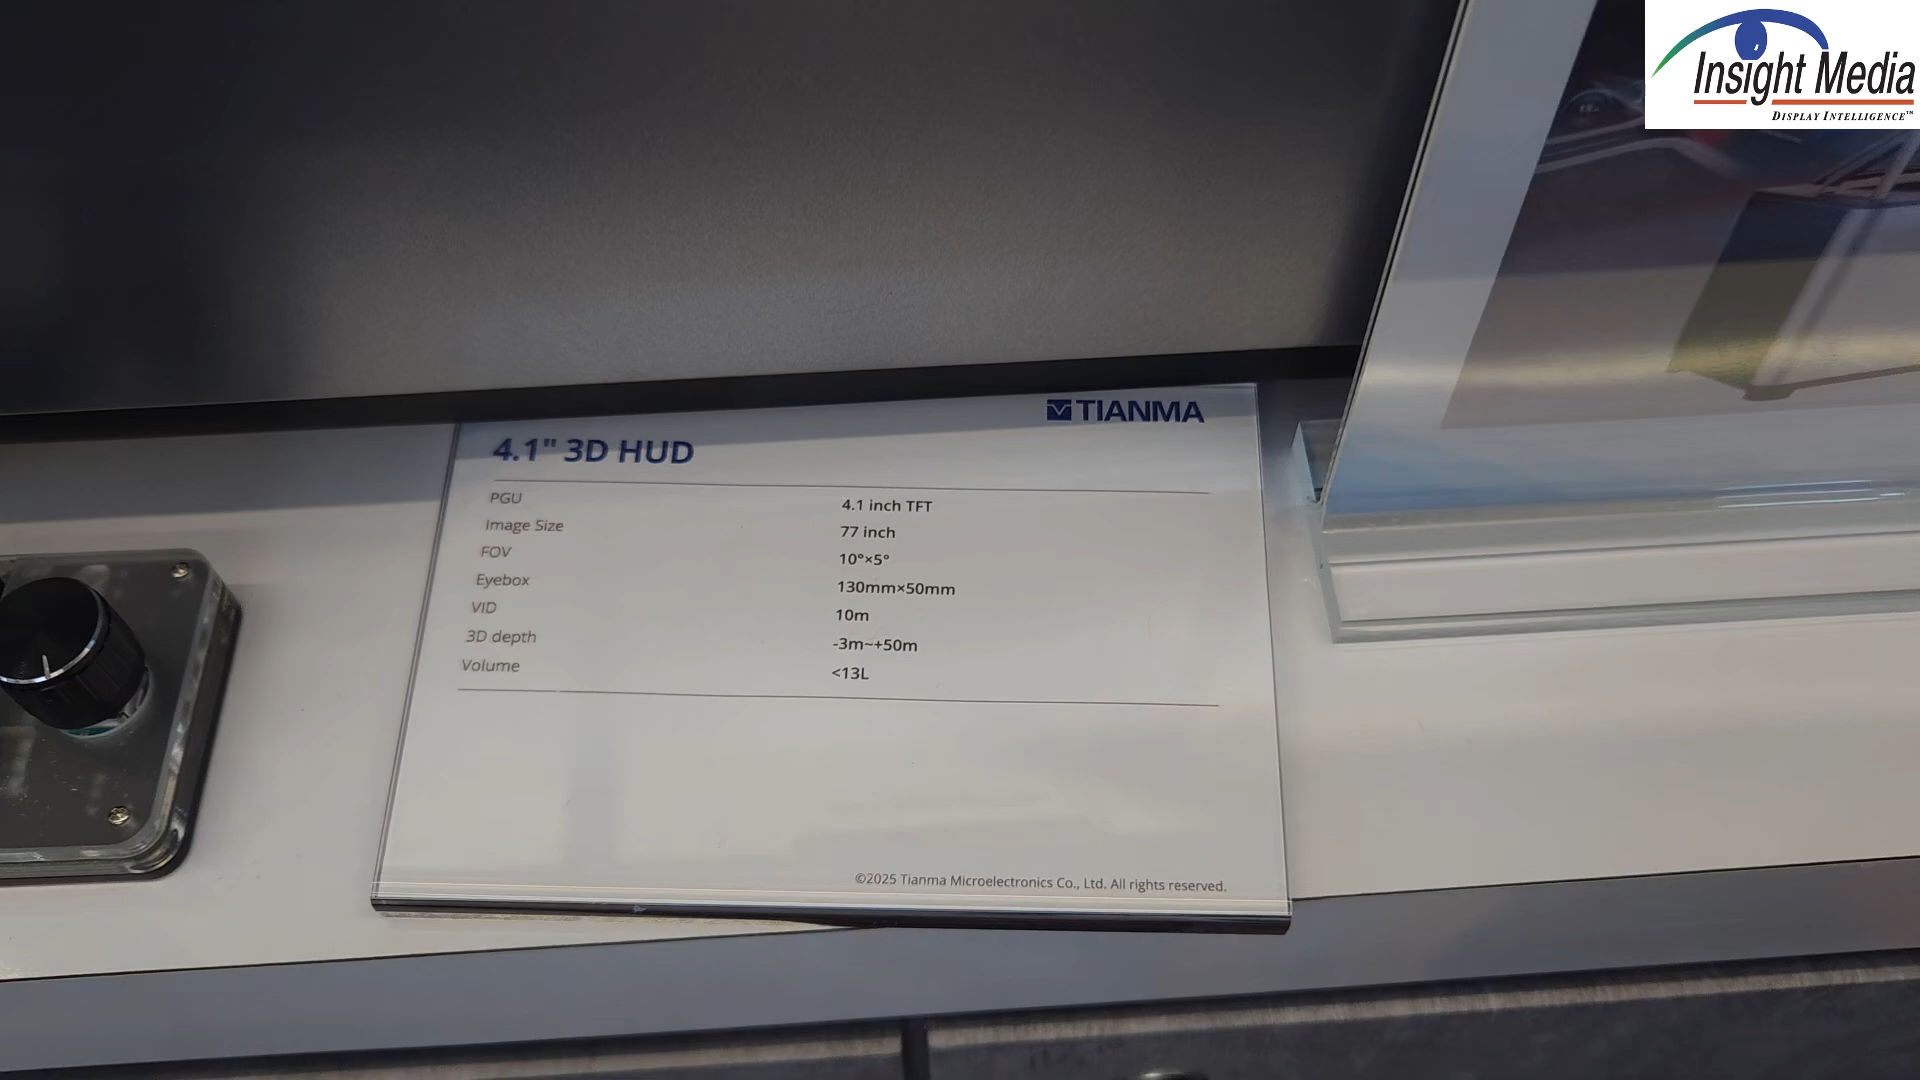 Insight Media
DISPLAY INTELLIGENCE™
TIANMA
4.1" 3D HUD
PGU 4.1 inch TFT
Image Size 77 inch
FOV 10°×5°
Eyebox 130mm×50mm
VID 10m
3D depth -3m~+50m
Volume <13L
©2025 Tianma Microelectronics Co., Ltd. All rights reserved.